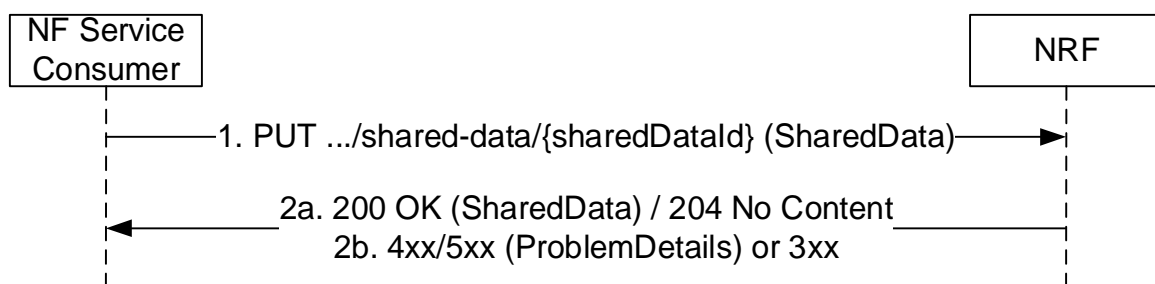 NF Service
Consumer
NRF
1. PUT .../shared-data/{sharedDataId} (SharedData)
2a. 200 OK (SharedData) / 204 No Content
2b. 4xx/5xx (ProblemDetails) or 3xx